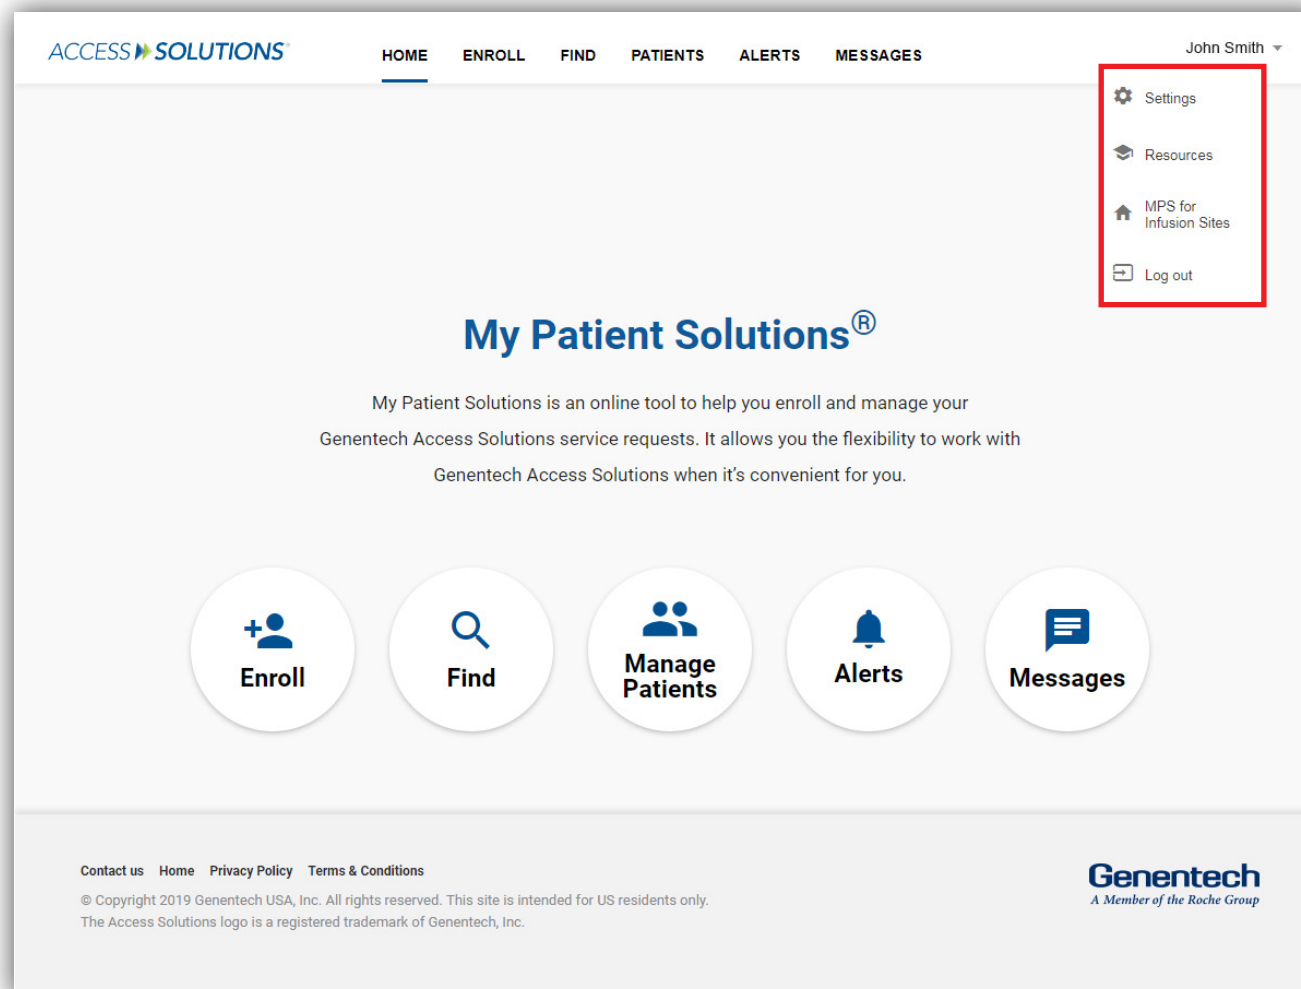 ACCESS SOLUTIONS®
HOME ENROLL FIND PATIENTS ALERTS MESSAGES
John Smith
Settings
Resources
MPS for
Infusion Sites
Log out
My Patient Solutions®
My Patient Solutions is an online tool to help you enroll and manage your
Genentech Access Solutions service requests. It allows you the flexibility to work with
Genentech Access Solutions when it's convenient for you.
Enroll
Find
Manage
Patients
Alerts
Messages
Contact us Home Privacy Policy Terms & Conditions
© Copyright 2019 Genentech USA, Inc. All rights reserved. This site is intended for US residents only.
The Access Solutions logo is a registered trademark of Genentech, Inc.
Genentech
A Member of the Roche Group